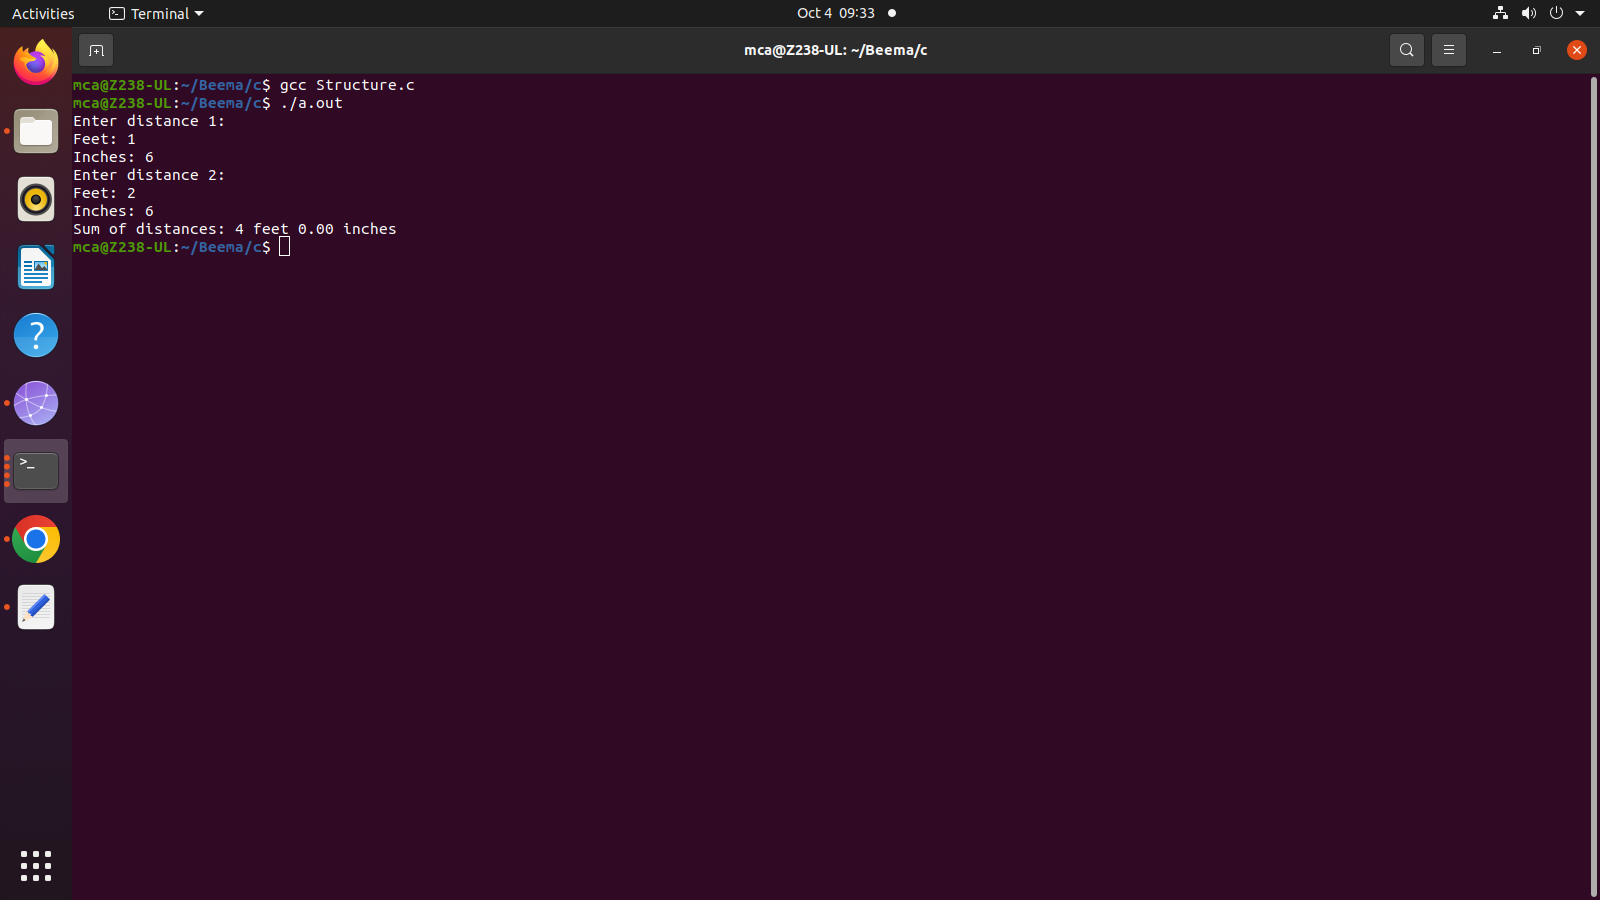 Activities
Terminal
Oct 4 09:33
mca@Z238-UL: ~/Beema/c
mca@Z238-UL:~/Beema/c$ gcc Structure.c
mca@Z238-UL:~/Beema/c$ ./a.out
Enter distance 1:
Feet: 1
Inches: 6
Enter distance 2:
Feet: 2
Inches: 6
Sum of distances: 4 feet 0.00 inches
mca@Z238-UL:~/Beema/c$